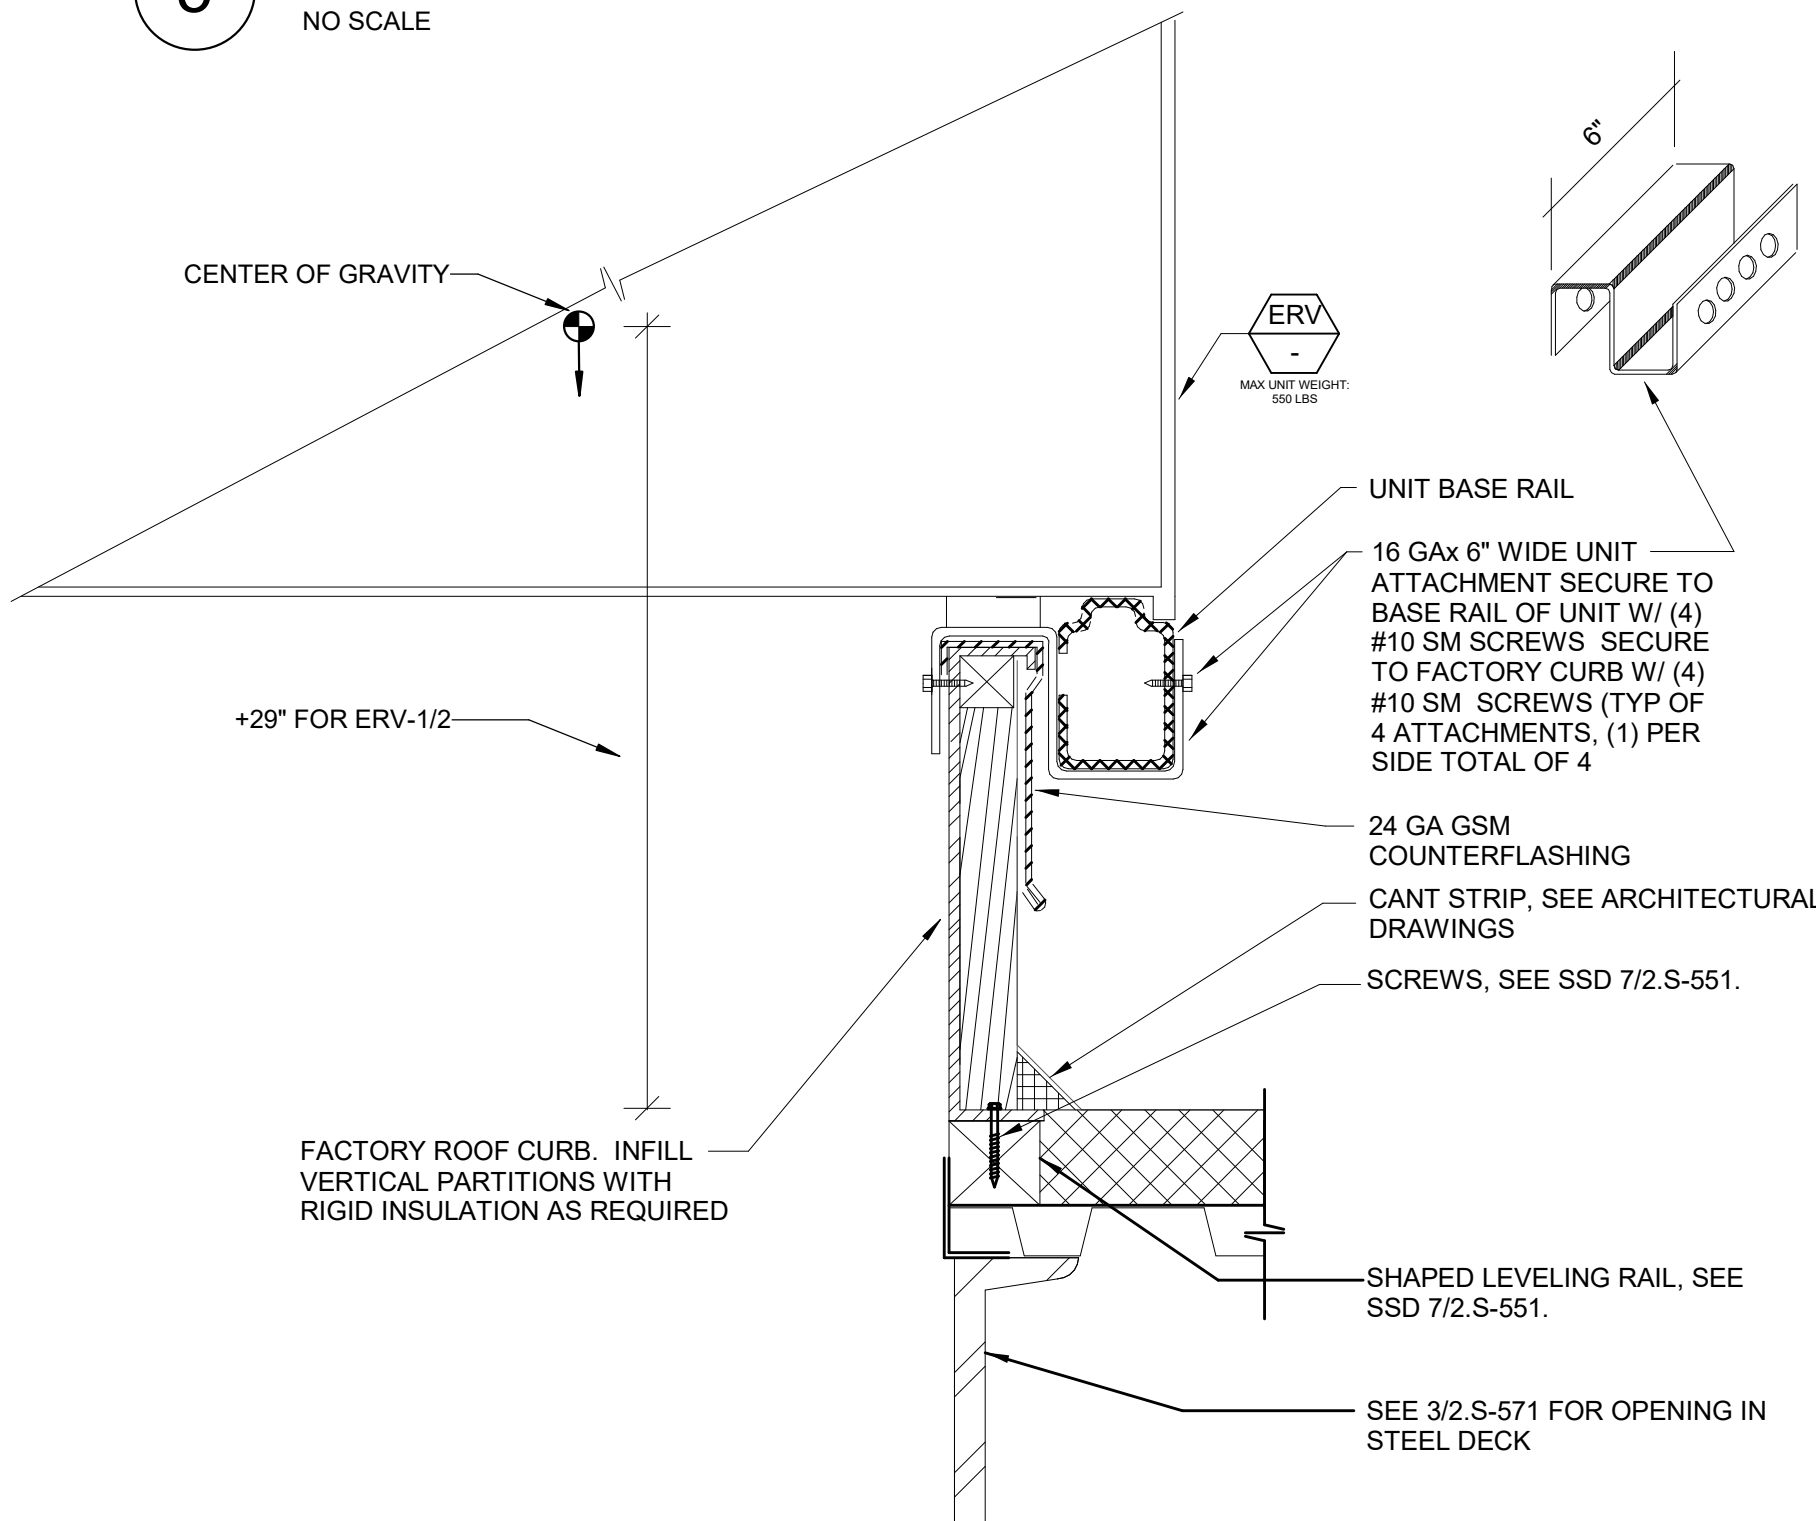 NO SCALE
6"
CENTER OF GRAVITY
ERV
-
MAX UNIT WEIGHT:
550 LBS
UNIT BASE RAIL
16 GAx 6" WIDE UNIT
ATTACHMENT SECURE TO
BASE RAIL OF UNIT W/ (4)
#10 SM SCREWS SECURE
TO FACTORY CURB W/ (4)
#10 SM SCREWS (TYP OF
4 ATTACHMENTS, (1) PER
SIDE TOTAL OF 4
+29" FOR ERV-1/2
24 GA GSM
COUNTERFLASHING
CANT STRIP, SEE ARCHITECTURAL
DRAWINGS
SCREWS, SEE SSD 7/2.S-551.
FACTORY ROOF CURB. INFILL
VERTICAL PARTITIONS WITH
RIGID INSULATION AS REQUIRED
SHAPED LEVELING RAIL, SEE
SSD 7/2.S-551.
SEE 3/2.S-571 FOR OPENING IN
STEEL DECK